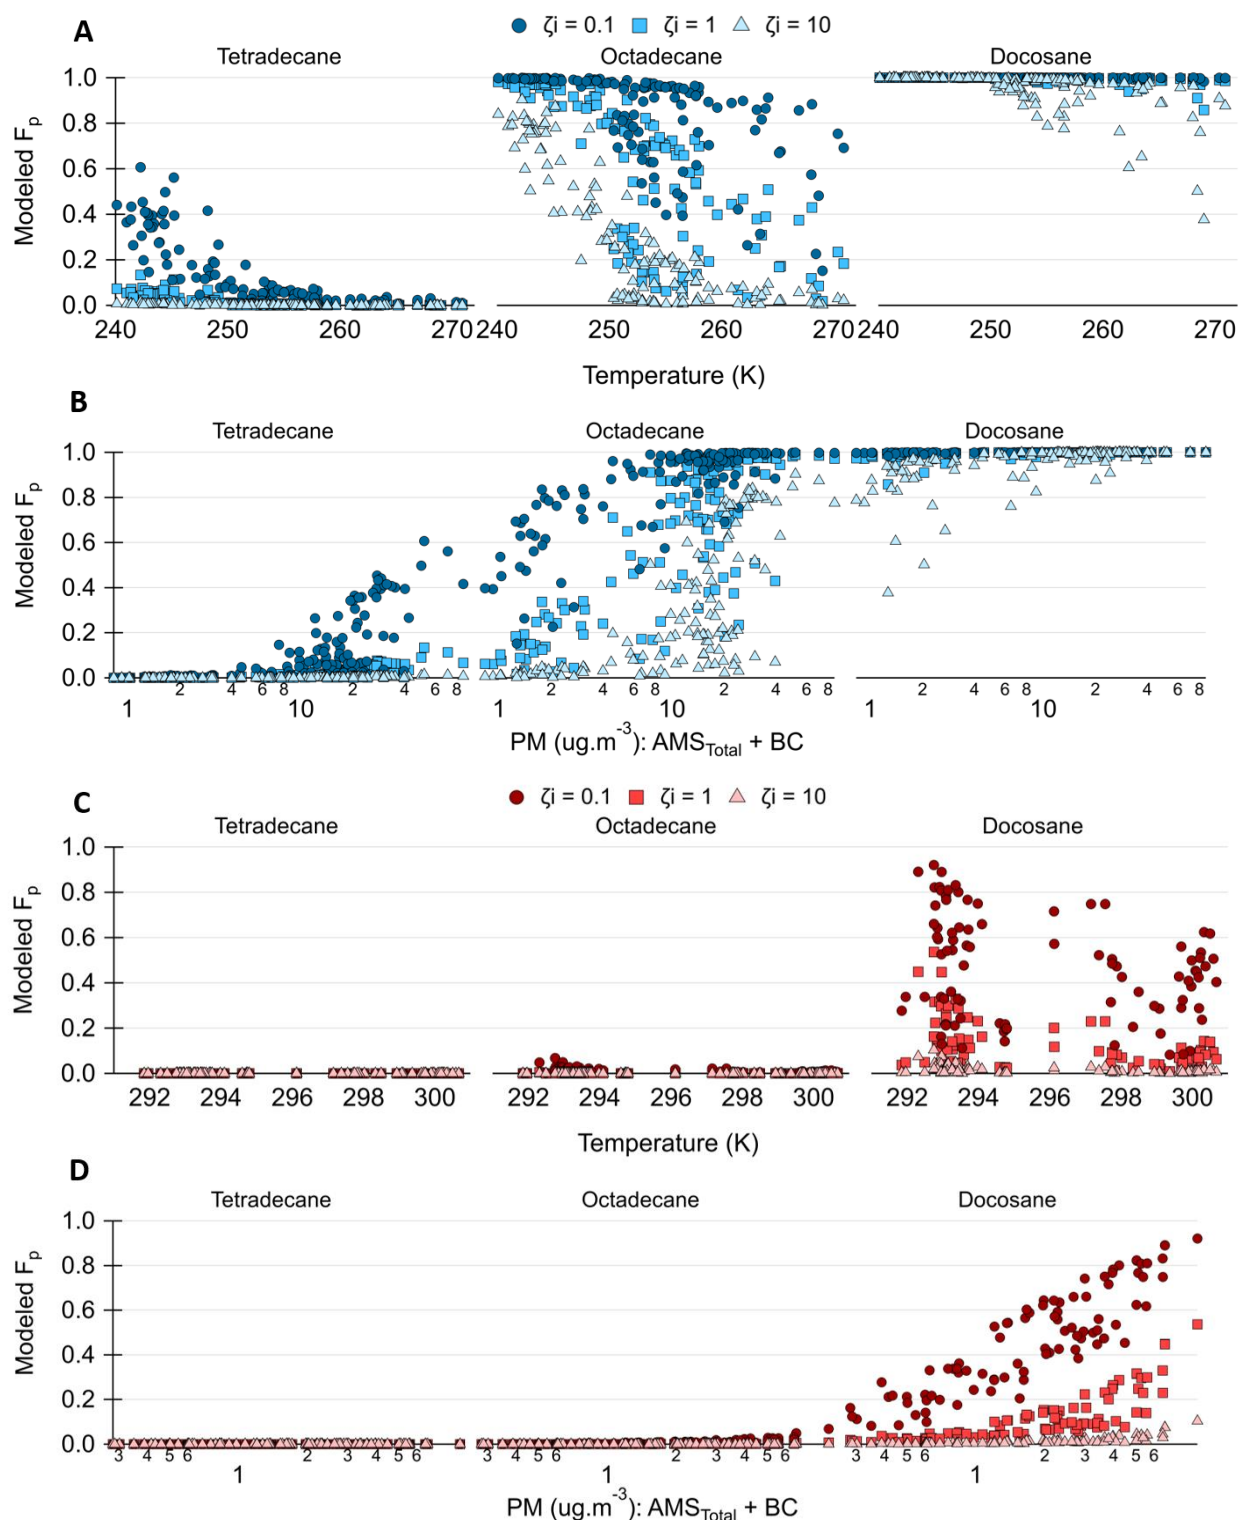 A
ζi = 0.1 ζi = 1 ζi = 10
Tetradecane Octadecane Docosane
Modeled Fp
1.0
0.8
0.6
0.4
0.2
0.0
240 250 260 270 240 250 260 270 240 250 260 270
Temperature (K)
B
Tetradecane Octadecane Docosane
Modeled Fp
1.0
0.8
0.6
0.4
0.2
0.0
2 4 6 8 2 4 6 8 2 4 6 8 2 4 6 8 2 4 6 8
1 10 1 10 1 10
PM (ug.m-3): AMSTotal + BC
C
ζi = 0.1 ζi = 1 ζi = 10
Tetradecane Octadecane Docosane
Modeled Fp
1.0
0.8
0.6
0.4
0.2
0.0
292 294 296 298 300 292 294 296 298 300 292 294 296 298 300
Temperature (K)
D
Tetradecane Octadecane Docosane
Modeled Fp
1.0
0.8
0.6
0.4
0.2
0.0
3 4 5 6 2 3 4 5 6 3 4 5 6 2 3 4 5 6 3 4 5 6 2 3 4 5 6
1 1 1
PM (ug.m-3): AMSTotal + BC